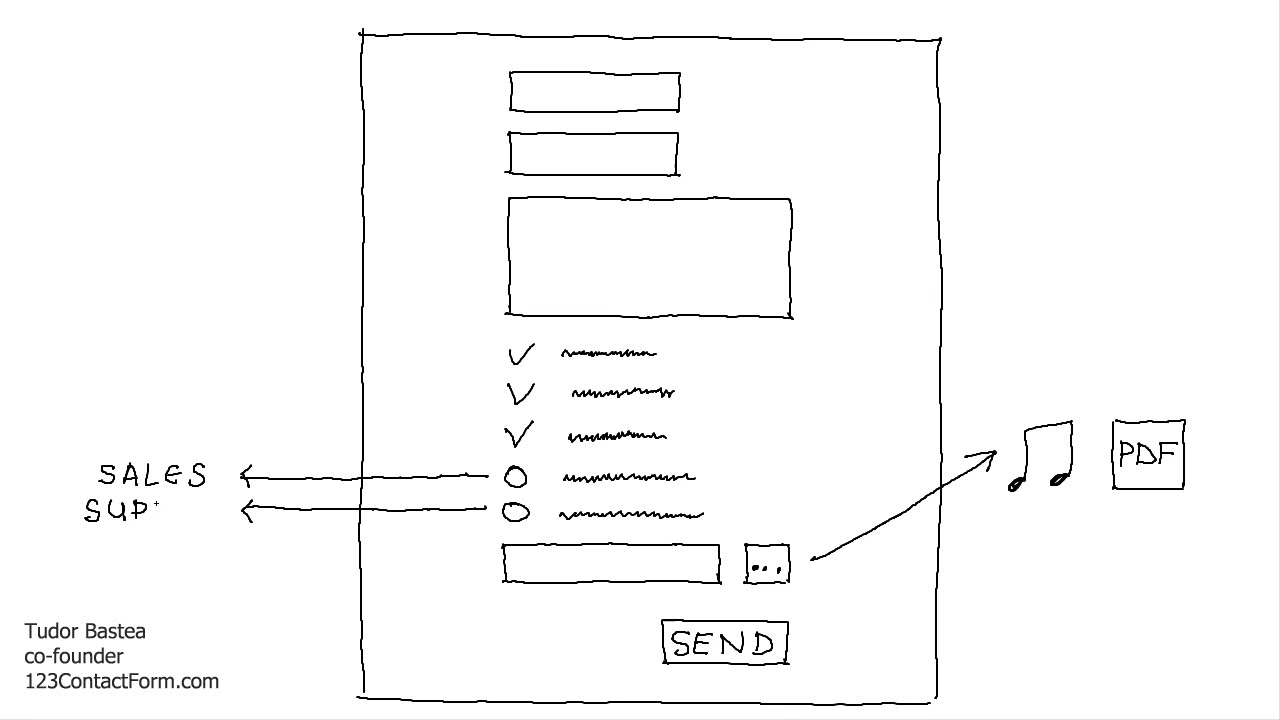 SALES
SUP
PDF
...
SEND
Tudor Bastea
co-founder
123ContactForm.com